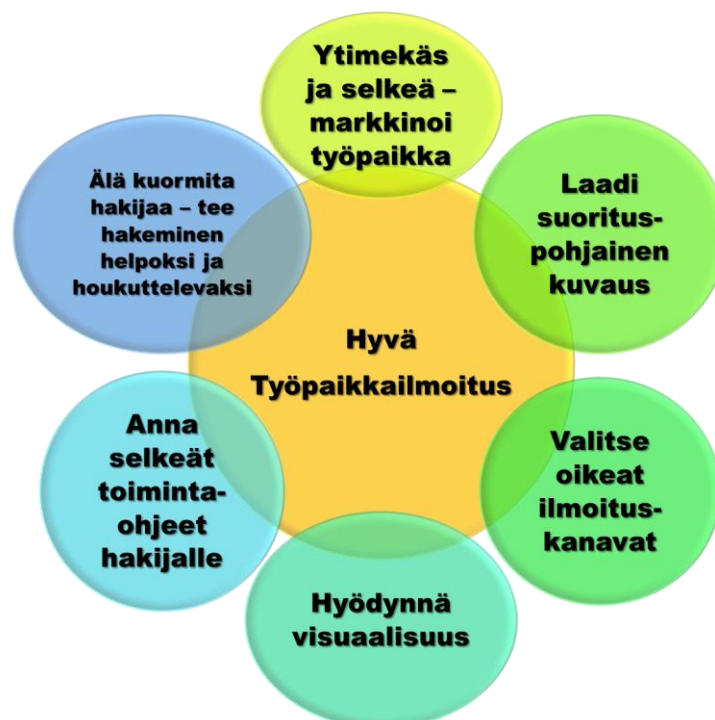 Ytimekäs
ja selkeä –
markkinoi
työpaikka
Laadi
suoritus-
pohjainen
kuvaus
Valitse
oikeat
ilmoitus-
kanavat
Hyödynnä
visuaalisuus
Anna
selkeät
toiminta-
ohjeet
hakijalle
Älä kuormita
hakijaa – tee
hakeminen
helpoksi ja
houkuttelevaksi
Hyvä
Työpaikkailmoitus